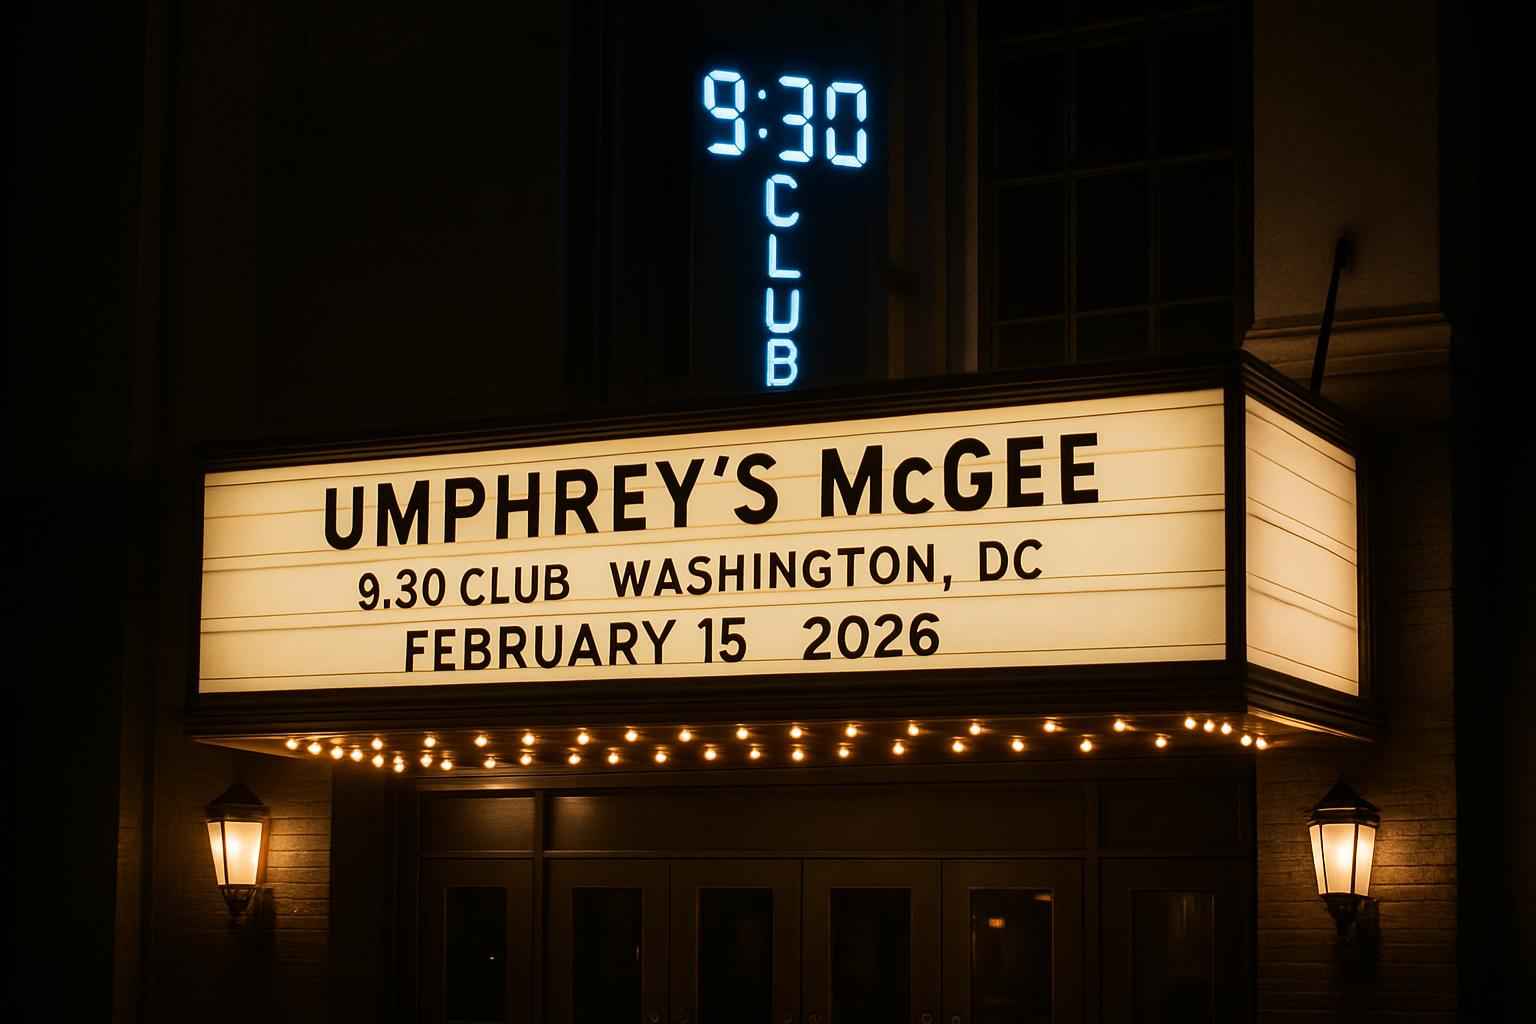 9:30
CLUB
UMPHREY'S McGEE
9.30 CLUB WASHINGTON, DC
FEBRUARY 15 2026